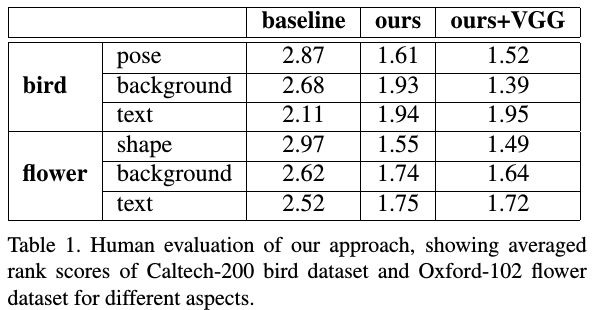 baseline ours ours+VGG
bird pose 2.87 1.61 1.52
background 2.68 1.93 1.39
text 2.11 1.94 1.95
flower shape 2.97 1.55 1.49
background 2.62 1.74 1.64
text 2.52 1.75 1.72
Table 1. Human evaluation of our approach, showing averaged
rank scores of Caltech-200 bird dataset and Oxford-102 flower
dataset for different aspects.